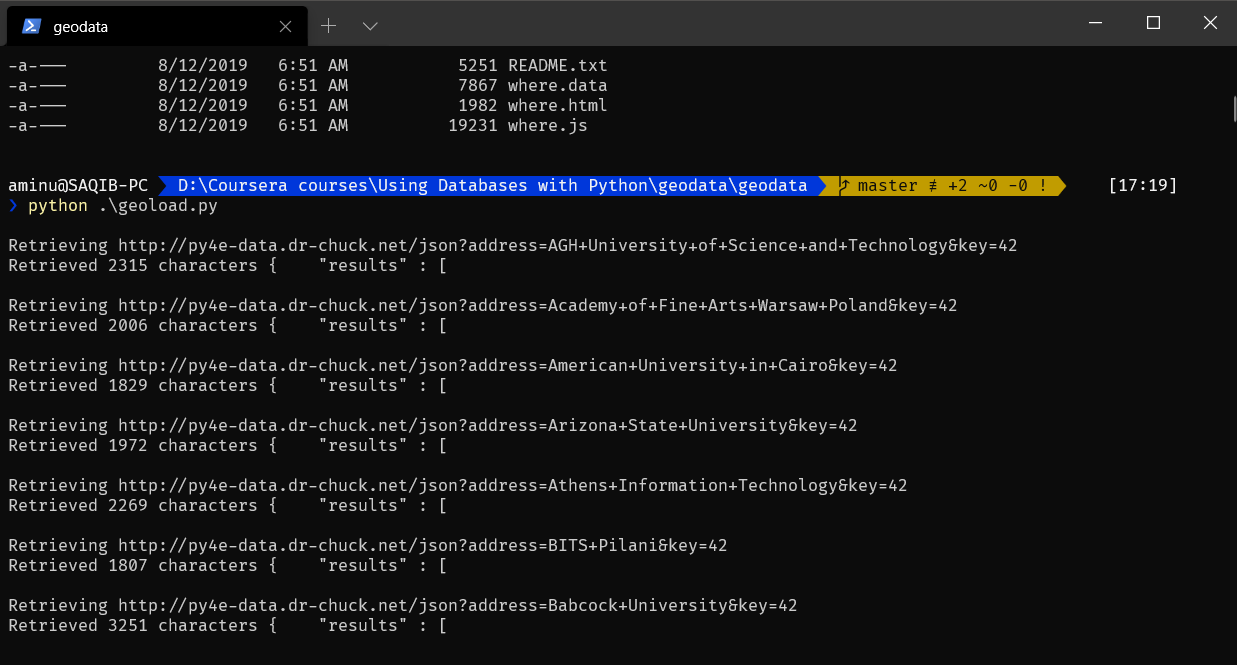 geodata
-a---- 8/12/2019 6:51 AM 5251 README.txt
-a---- 8/12/2019 6:51 AM 7867 where.data
-a---- 8/12/2019 6:51 AM 1982 where.html
-a---- 8/12/2019 6:51 AM 19231 where.js
aminu@SAQIB-PC D:\Coursera courses\Using Databases with Python\geodata\geodata master ≢ +2 ~0 -0 ! [17:19]
❯ python .\geoload.py
Retrieving http://py4e-data.dr-chuck.net/json?address=AGH+University+of+Science+and+Technology&key=42
Retrieved 2315 characters { "results" : [
Retrieving http://py4e-data.dr-chuck.net/json?address=Academy+of+Fine+Arts+Warsaw+Poland&key=42
Retrieved 2006 characters { "results" : [
Retrieving http://py4e-data.dr-chuck.net/json?address=American+University+in+Cairo&key=42
Retrieved 1829 characters { "results" : [
Retrieving http://py4e-data.dr-chuck.net/json?address=Arizona+State+University&key=42
Retrieved 1972 characters { "results" : [
Retrieving http://py4e-data.dr-chuck.net/json?address=Athens+Information+Technology&key=42
Retrieved 2269 characters { "results" : [
Retrieving http://py4e-data.dr-chuck.net/json?address=BITS+Pilani&key=42
Retrieved 1807 characters { "results" : [
Retrieving http://py4e-data.dr-chuck.net/json?address=Babcock+University&key=42
Retrieved 3251 characters { "results" : [